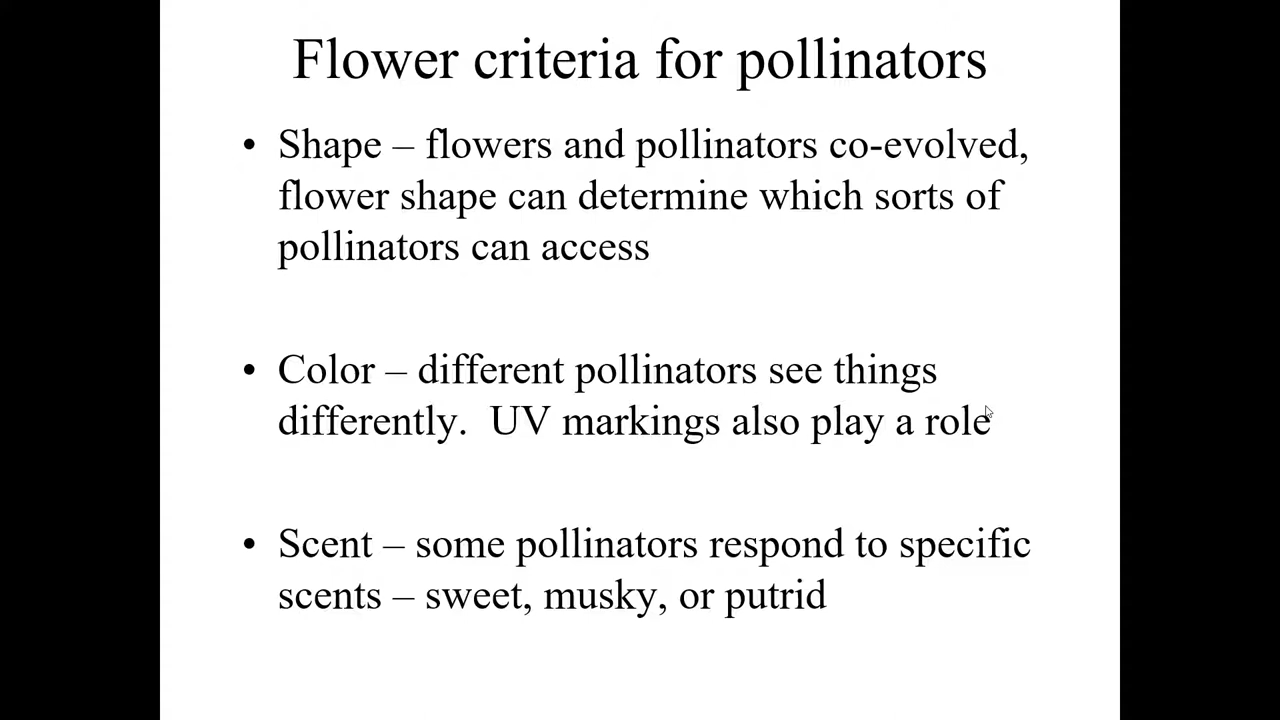 Flower criteria for pollinators
• Shape – flowers and pollinators co-evolved,
flower shape can determine which sorts of
pollinators can access
• Color – different pollinators see things
differently.  UV markings also play a role
• Scent – some pollinators respond to specific
scents – sweet, musky, or putrid